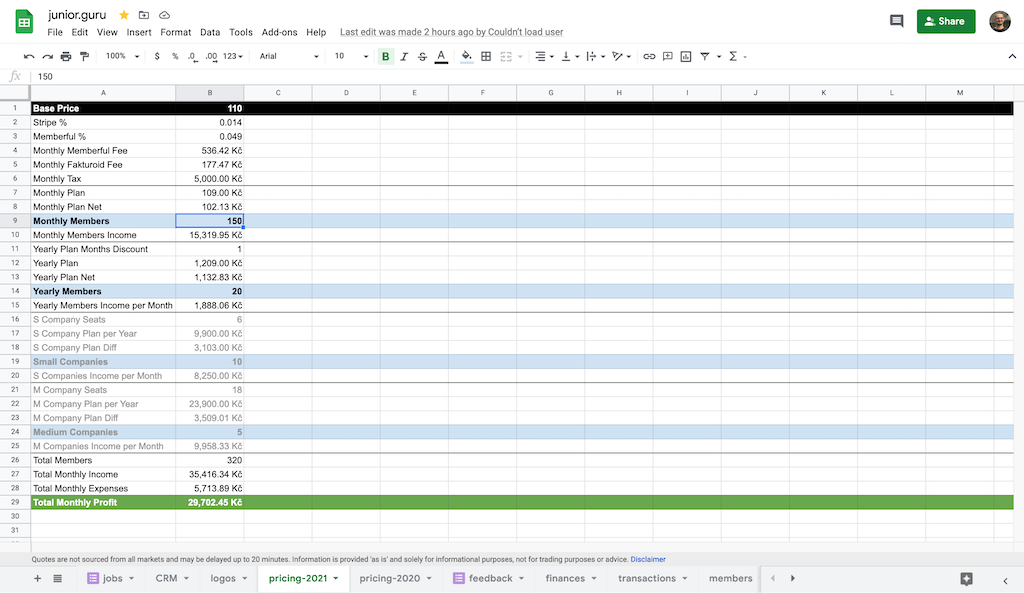 junior.guru
File Edit View Insert Format Data Tools Add-ons Help Last edit was made 2 hours ago by Couldn't load user
Share
100% $ % .0 .00 123 Arial 10 B I S A Σ
fx 150
A B C D E F G H I J K L M
1 Base Price 110
2 Stripe % 0.014
3 Memberful % 0.049
4 Monthly Memberful Fee 536.42 Kč
5 Monthly Fakturoid Fee 177.47 Kč
6 Monthly Tax 5,000.00 Kč
7 Monthly Plan 109.00 Kč
8 Monthly Plan Net 102.13 Kč
9 Monthly Members 150
10 Monthly Members Income 15,319.95 Kč
11 Yearly Plan Months Discount 1
12 Yearly Plan 1,209.00 Kč
13 Yearly Plan Net 1,132.83 Kč
14 Yearly Members 20
15 Yearly Members Income per Month 1,888.06 Kč
16 S Company Seats 6
17 S Company Plan per Year 9,900.00 Kč
18 S Company Plan Diff 3,103.00 Kč
19 Small Companies 10
20 S Companies Income per Month 8,250.00 Kč
21 M Company Seats 18
22 M Company Plan per Year 23,900.00 Kč
23 M Company Plan Diff 3,509.01 Kč
24 Medium Companies 5
25 M Companies Income per Month 9,958.33 Kč
26 Total Members 320
27 Total Monthly Income 35,416.34 Kč
28 Total Monthly Expenses 5,713.89 Kč
29 Total Monthly Profit 29,702.45 Kč
30
31
Quotes are not sourced from all markets and may be delayed up to 20 minutes. Information is provided 'as is' and solely for informational purposes, not for trading purposes or advice. Disclaimer
jobs CRM logos pricing-2021 pricing-2020 feedback finances transactions members